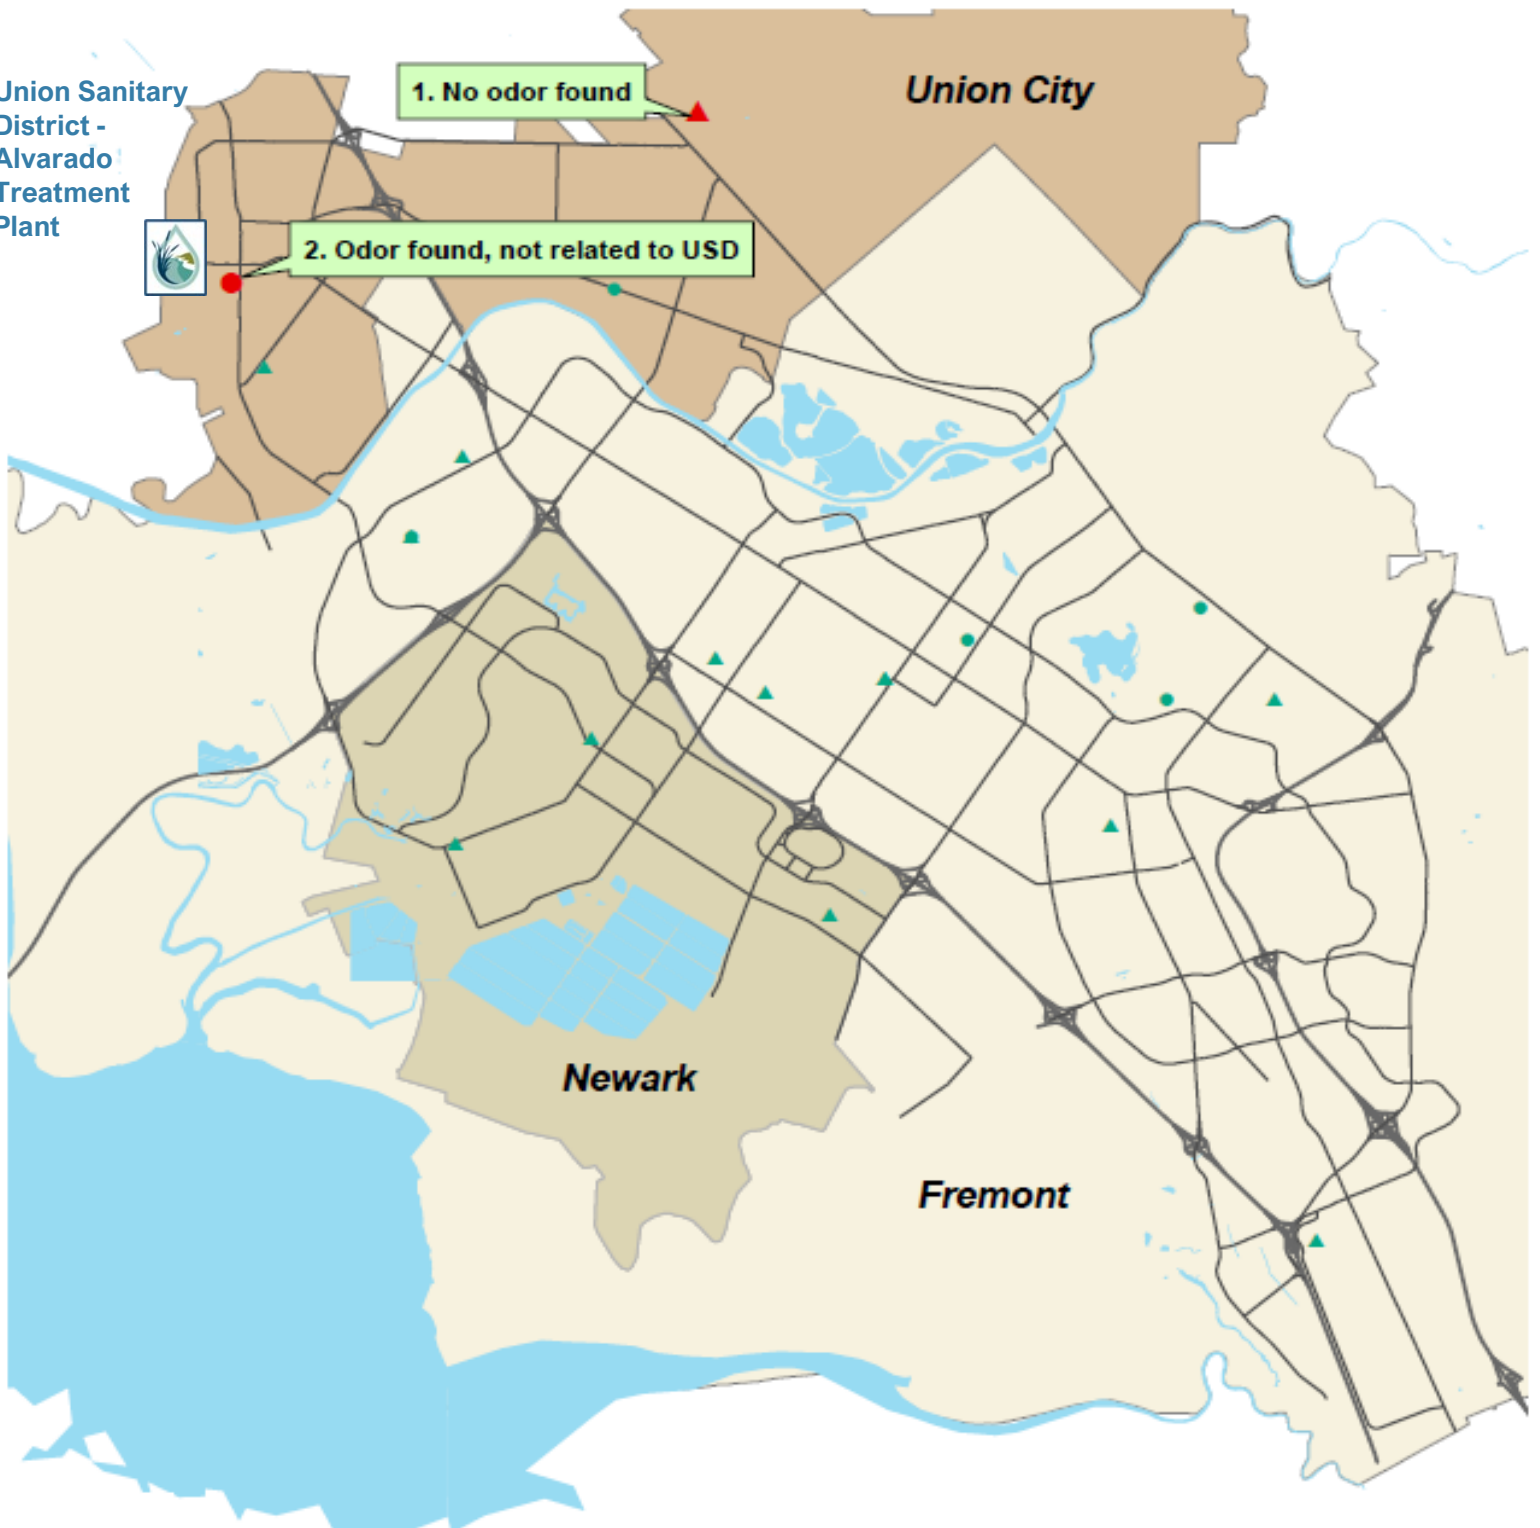 Union Sanitary
District -
Alvarado
Treatment
Plant
1. No odor found
Union City
2. Odor found, not related to USD
Newark
Fremont